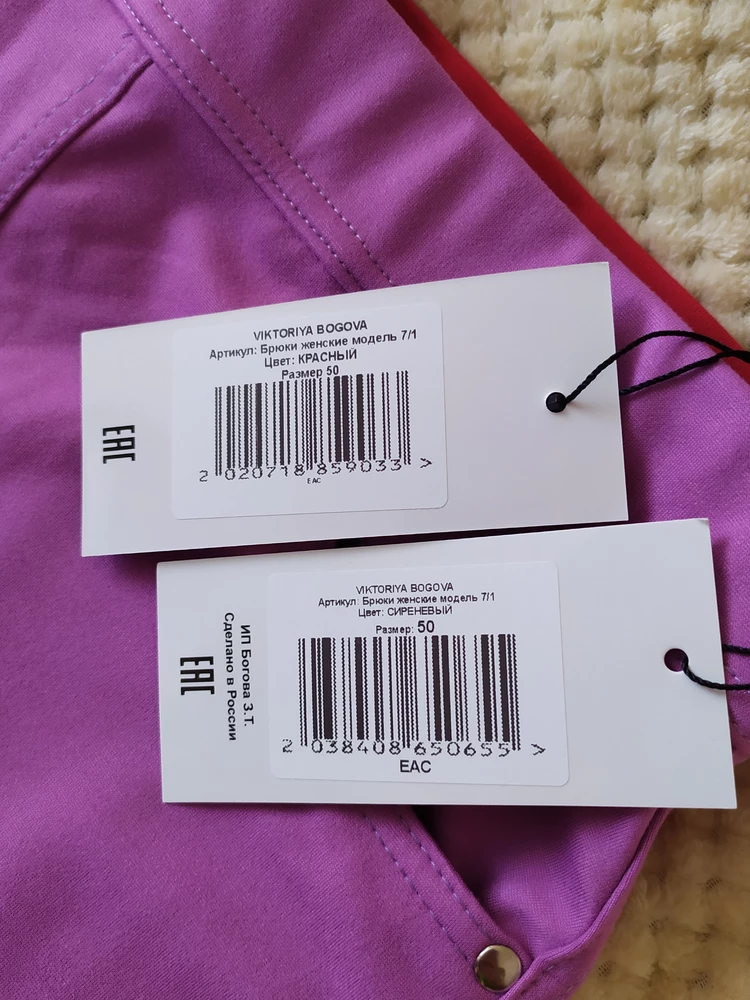 VIKTORIYA BOGOVA
Артикул: Брюки женские модель 7/1
Цвет: КРАСНЫЙ
Размер 50
2 020718 859033 >
EAC
EAC
VIKTORIYA BOGOVA
Артикул: Брюки женские модель 7/1
Цвет: СИРЕНЕВЫЙ
Размер: 50
2 038408 650655 >
EAC
ИП Богова З.Т.
Сделано в России
EAC